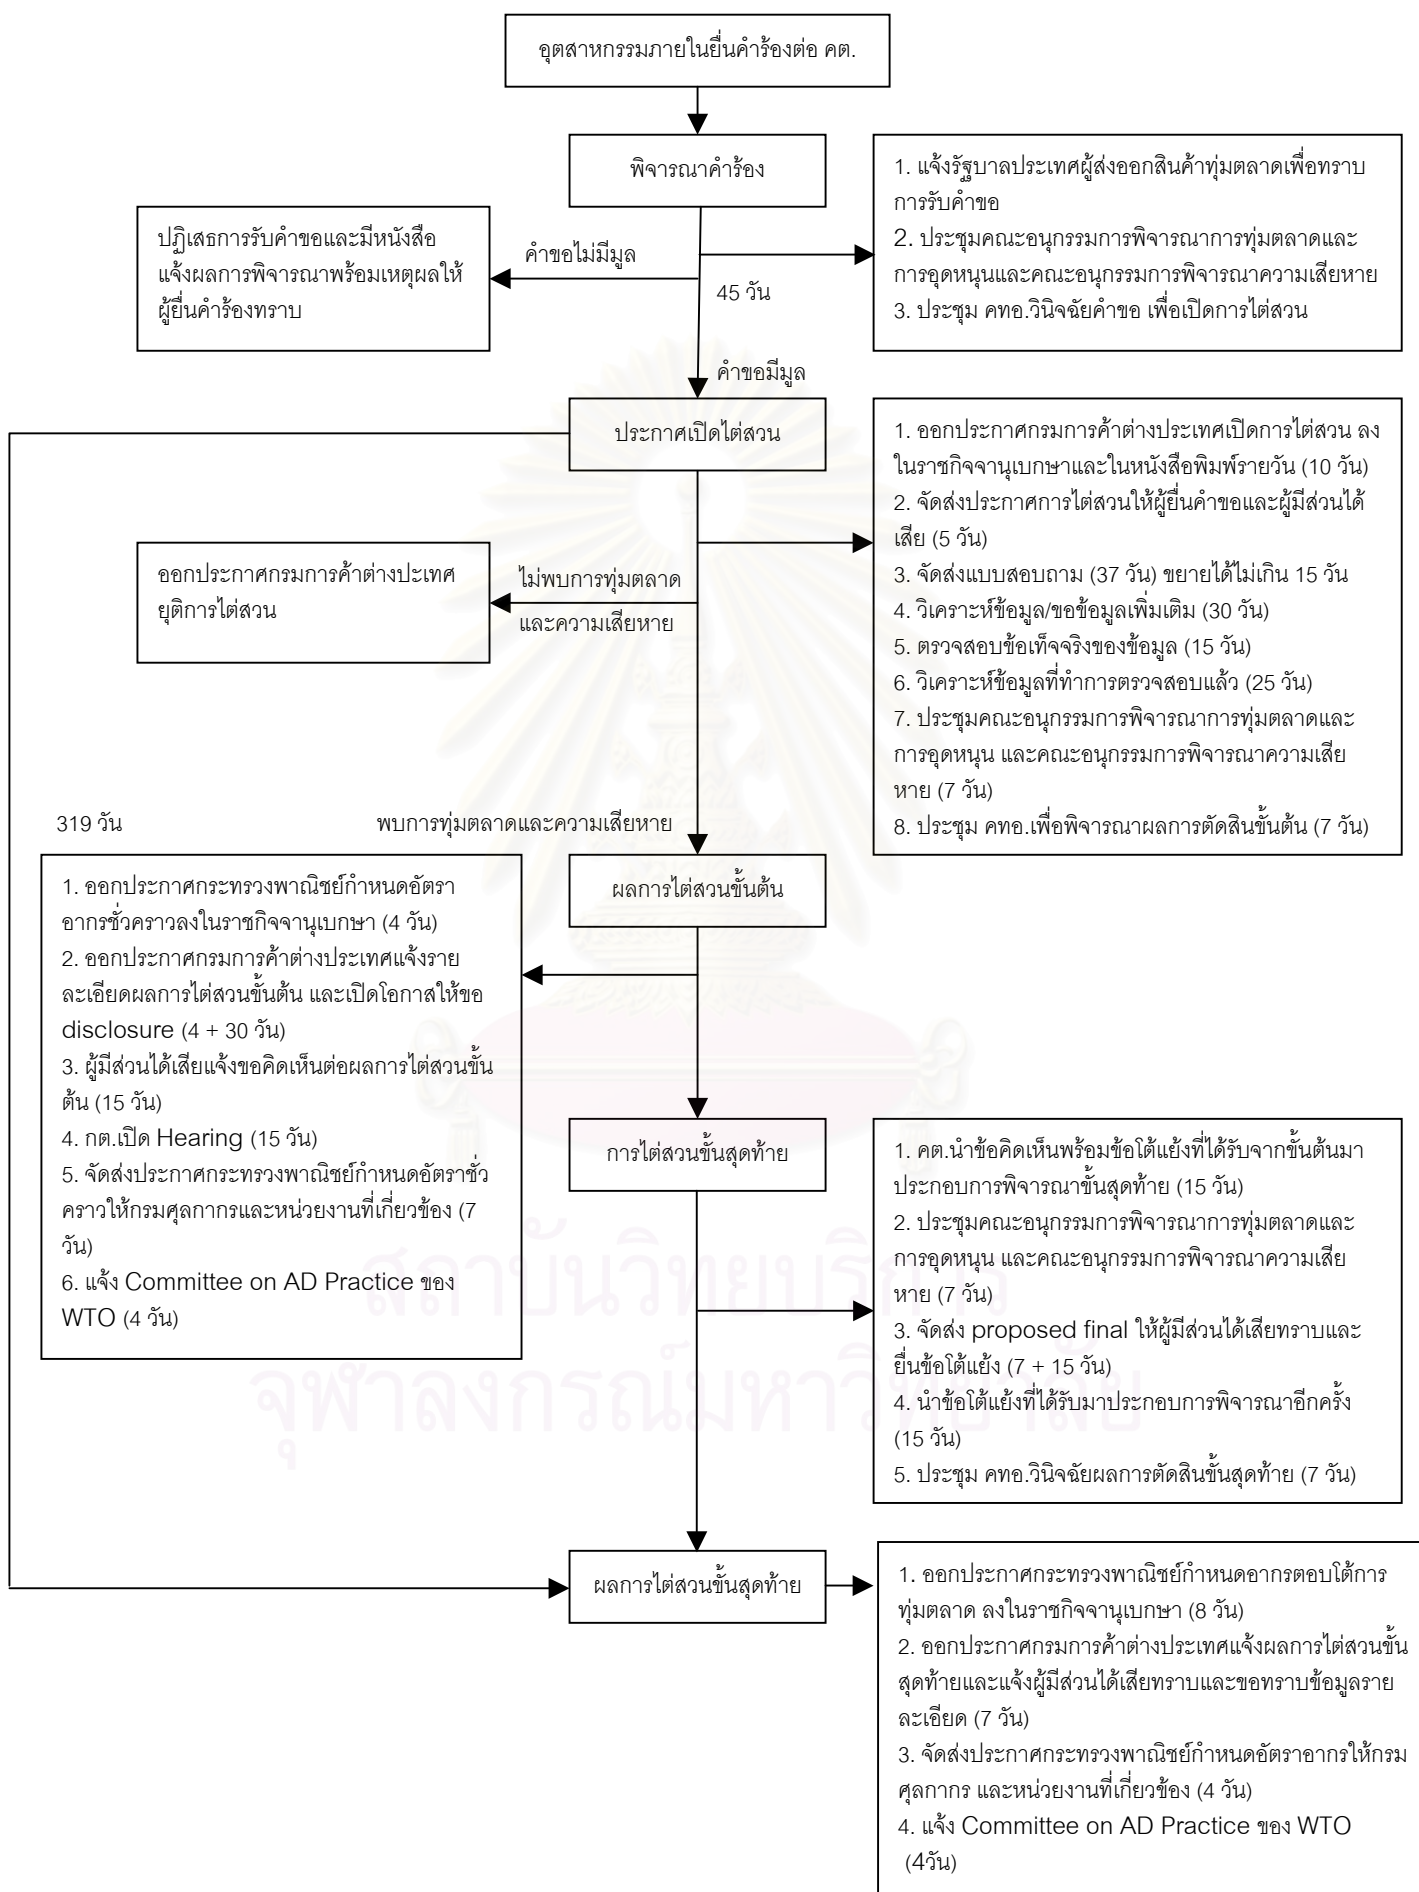 อุตสาหกรรมภายในยื่นคำร้องต่อ คต.
พิจารณาคำร้อง
1. แจ้งรัฐบาลประเทศผู้ส่งออกสินค้าทุ่มตลาดเพื่อทราบ
การรับคำขอ
2. ประชุมคณะอนุกรรมการพิจารณาการทุ่มตลาดและ
การอุดหนุนและคณะอนุกรรมการพิจารณาความเสียหาย
3. ประชุม คทอ.วินิจฉัยคำขอ เพื่อเปิดการไต่สวน
ปฏิเสธการรับคำขอและมีหนังสือ
แจ้งผลการพิจารณาพร้อมเหตุผลให้
ผู้ยื่นคำร้องทราบ
คำขอไม่มีมูล
45 วัน
คำขอมีมูล
ประกาศเปิดไต่สวน
1. ออกประกาศกรมการค้าต่างประเทศเปิดการไต่สวน ลง
ในราชกิจจานุเบกษาและในหนังสือพิมพ์รายวัน (10 วัน)
2. จัดส่งประกาศการไต่สวนให้ผู้ยื่นคำขอและผู้มีส่วนได้
เสีย (5 วัน)
3. จัดส่งแบบสอบถาม (37 วัน) ขยายได้ไม่เกิน 15 วัน
4. วิเคราะห์ข้อมูล/ขอข้อมูลเพิ่มเติม (30 วัน)
5. ตรวจสอบข้อเท็จจริงของข้อมูล (15 วัน)
6. วิเคราะห์ข้อมูลที่ทำการตรวจสอบแล้ว (25 วัน)
7. ประชุมคณะอนุกรรมการพิจารณาการทุ่มตลาดและ
การอุดหนุน และคณะอนุกรรมการพิจารณาความเสีย
หาย (7 วัน)
8. ประชุม คทอ.เพื่อพิจารณาผลการตัดสินขั้นต้น (7 วัน)
ออกประกาศกรมการค้าต่างปะเทศ
ยุติการไต่สวน
ไม่พบการทุ่มตลาด
และความเสียหาย
319 วัน
พบการทุ่มตลาดและความเสียหาย
ผลการไต่สวนขั้นต้น
1. ออกประกาศกระทรวงพาณิชย์กำหนดอัตรา
อากรชั่วคราวลงในราชกิจจานุเบกษา (4 วัน)
2. ออกประกาศกรมการค้าต่างประเทศแจ้งราย
ละเอียดผลการไต่สวนขั้นต้น และเปิดโอกาสให้ขอ
disclosure (4 + 30 วัน)
3. ผู้มีส่วนได้เสียแจ้งขอคิดเห็นต่อผลการไต่สวนขั้น
ต้น (15 วัน)
4. กต.เปิด Hearing (15 วัน)
5. จัดส่งประกาศกระทรวงพาณิชย์กำหนดอัตราชั่ว
คราวให้กรมศุลกากรและหน่วยงานที่เกี่ยวข้อง (7
วัน)
6. แจ้ง Committee on AD Practice ของ
WTO (4 วัน)
การไต่สวนขั้นสุดท้าย
1. คต.นำข้อคิดเห็นพร้อมข้อโต้แย้งที่ได้รับจากขั้นต้นมา
ประกอบการพิจารณาขั้นสุดท้าย (15 วัน)
2. ประชุมคณะอนุกรรมการพิจารณาการทุ่มตลาดและ
การอุดหนุน และคณะอนุกรรมการพิจารณาความเสีย
หาย (7 วัน)
3. จัดส่ง proposed final ให้ผู้มีส่วนได้เสียทราบและ
ยื่นข้อโต้แย้ง (7 + 15 วัน)
4. นำข้อโต้แย้งที่ได้รับมาประกอบการพิจารณาอีกครั้ง
(15 วัน)
5. ประชุม คทอ.วินิจฉัยผลการตัดสินขั้นสุดท้าย (7 วัน)
สถาบันวิทยบริการ
จุฬาลงกรณ์มหาวิทยาลัย
ผลการไต่สวนขั้นสุดท้าย
1. ออกประกาศกระทรวงพาณิชย์กำหนดอากรตอบโต้การ
ทุ่มตลาด ลงในราชกิจจานุเบกษา (8 วัน)
2. ออกประกาศกรมการค้าต่างประเทศแจ้งผลการไต่สวนขั้น
สุดท้ายและแจ้งผู้มีส่วนได้เสียทราบและขอทราบข้อมูลราย
ละเอียด (7 วัน)
3. จัดส่งประกาศกระทรวงพาณิชย์กำหนดอัตราอากรให้กรม
ศุลกากร และหน่วยงานที่เกี่ยวข้อง (4 วัน)
4. แจ้ง Committee on AD Practice ของ WTO
(4วัน)